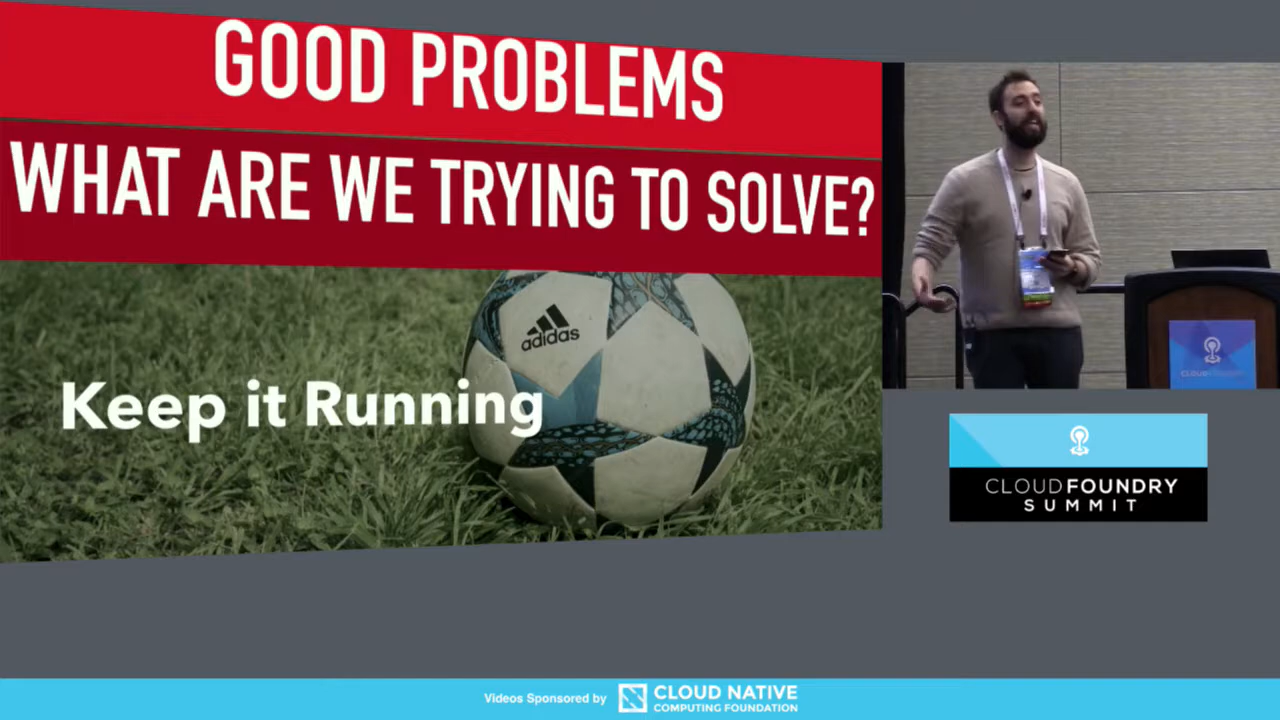 GOOD PROBLEMS
WHAT ARE WE TRYING TO SOLVE?
adidas
Keep it Running
CLOUDFOUNDRY
CLOUDFOUNDRY
SUMMIT
Videos Sponsored by
CLOUD NATIVE
COMPUTING FOUNDATION